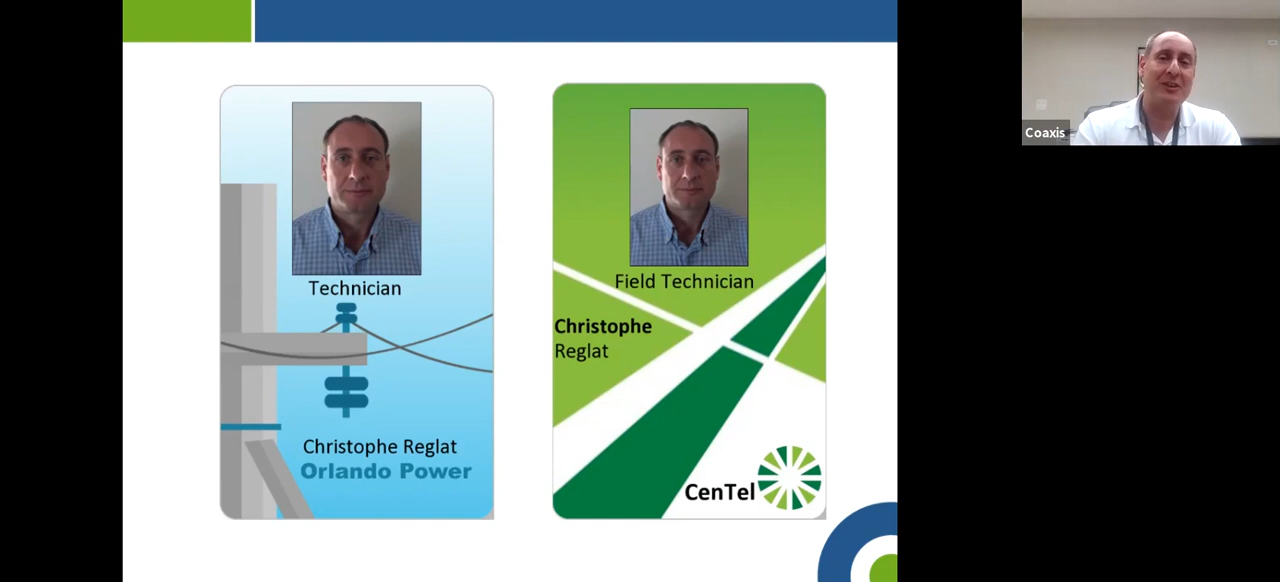 Technician
Christophe Reglat
Orlando Power
Field Technician
Christophe
Reglat
CenTel
Coaxis